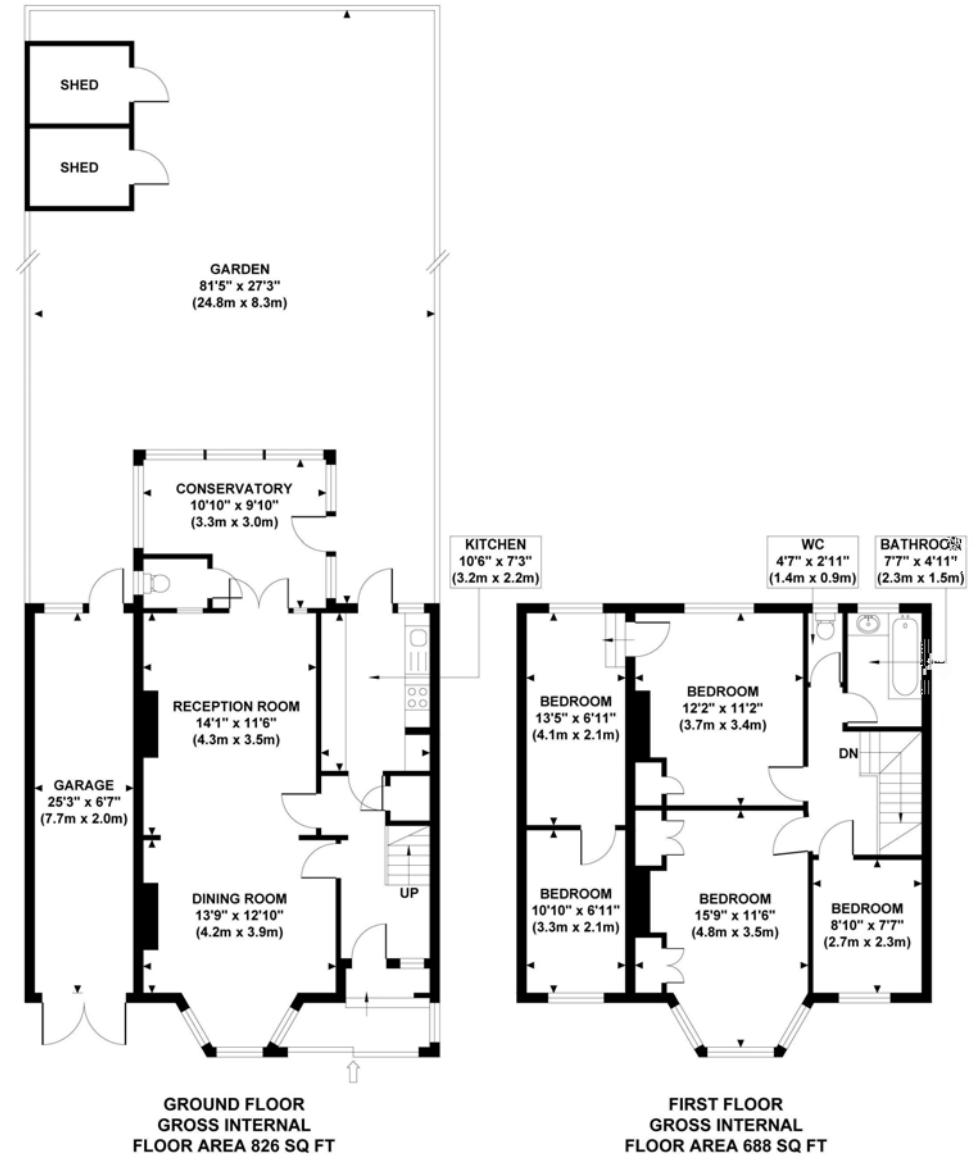 SHED
SHED
GARDEN
81'5" x 27'3"
(24.8m x 8.3m)
CONSERVATORY
10'10" x 9'10"
(3.3m x 3.0m)
KITCHEN
10'6" x 7'3"
(3.2m x 2.2m)
RECEPTION ROOM
14'1" x 11'6"
(4.3m x 3.5m)
GARAGE
25'3" x 6'7"
(7.7m x 2.0m)
DINING ROOM
13'9" x 12'10"
(4.2m x 3.9m)
UP
GROUND FLOOR
GROSS INTERNAL
FLOOR AREA 826 SQ FT
WC
4'7" x 2'11"
(1.4m x 0.9m)
BATHROOM
7'7" x 4'11"
(2.3m x 1.5m)
BEDROOM
13'5" x 6'11"
(4.1m x 2.1m)
BEDROOM
12'2" x 11'2"
(3.7m x 3.4m)
DN
BEDROOM
10'10" x 6'11"
(3.3m x 2.1m)
BEDROOM
15'9" x 11'6"
(4.8m x 3.5m)
BEDROOM
8'10" x 7'7"
(2.7m x 2.3m)
FIRST FLOOR
GROSS INTERNAL
FLOOR AREA 688 SQ FT